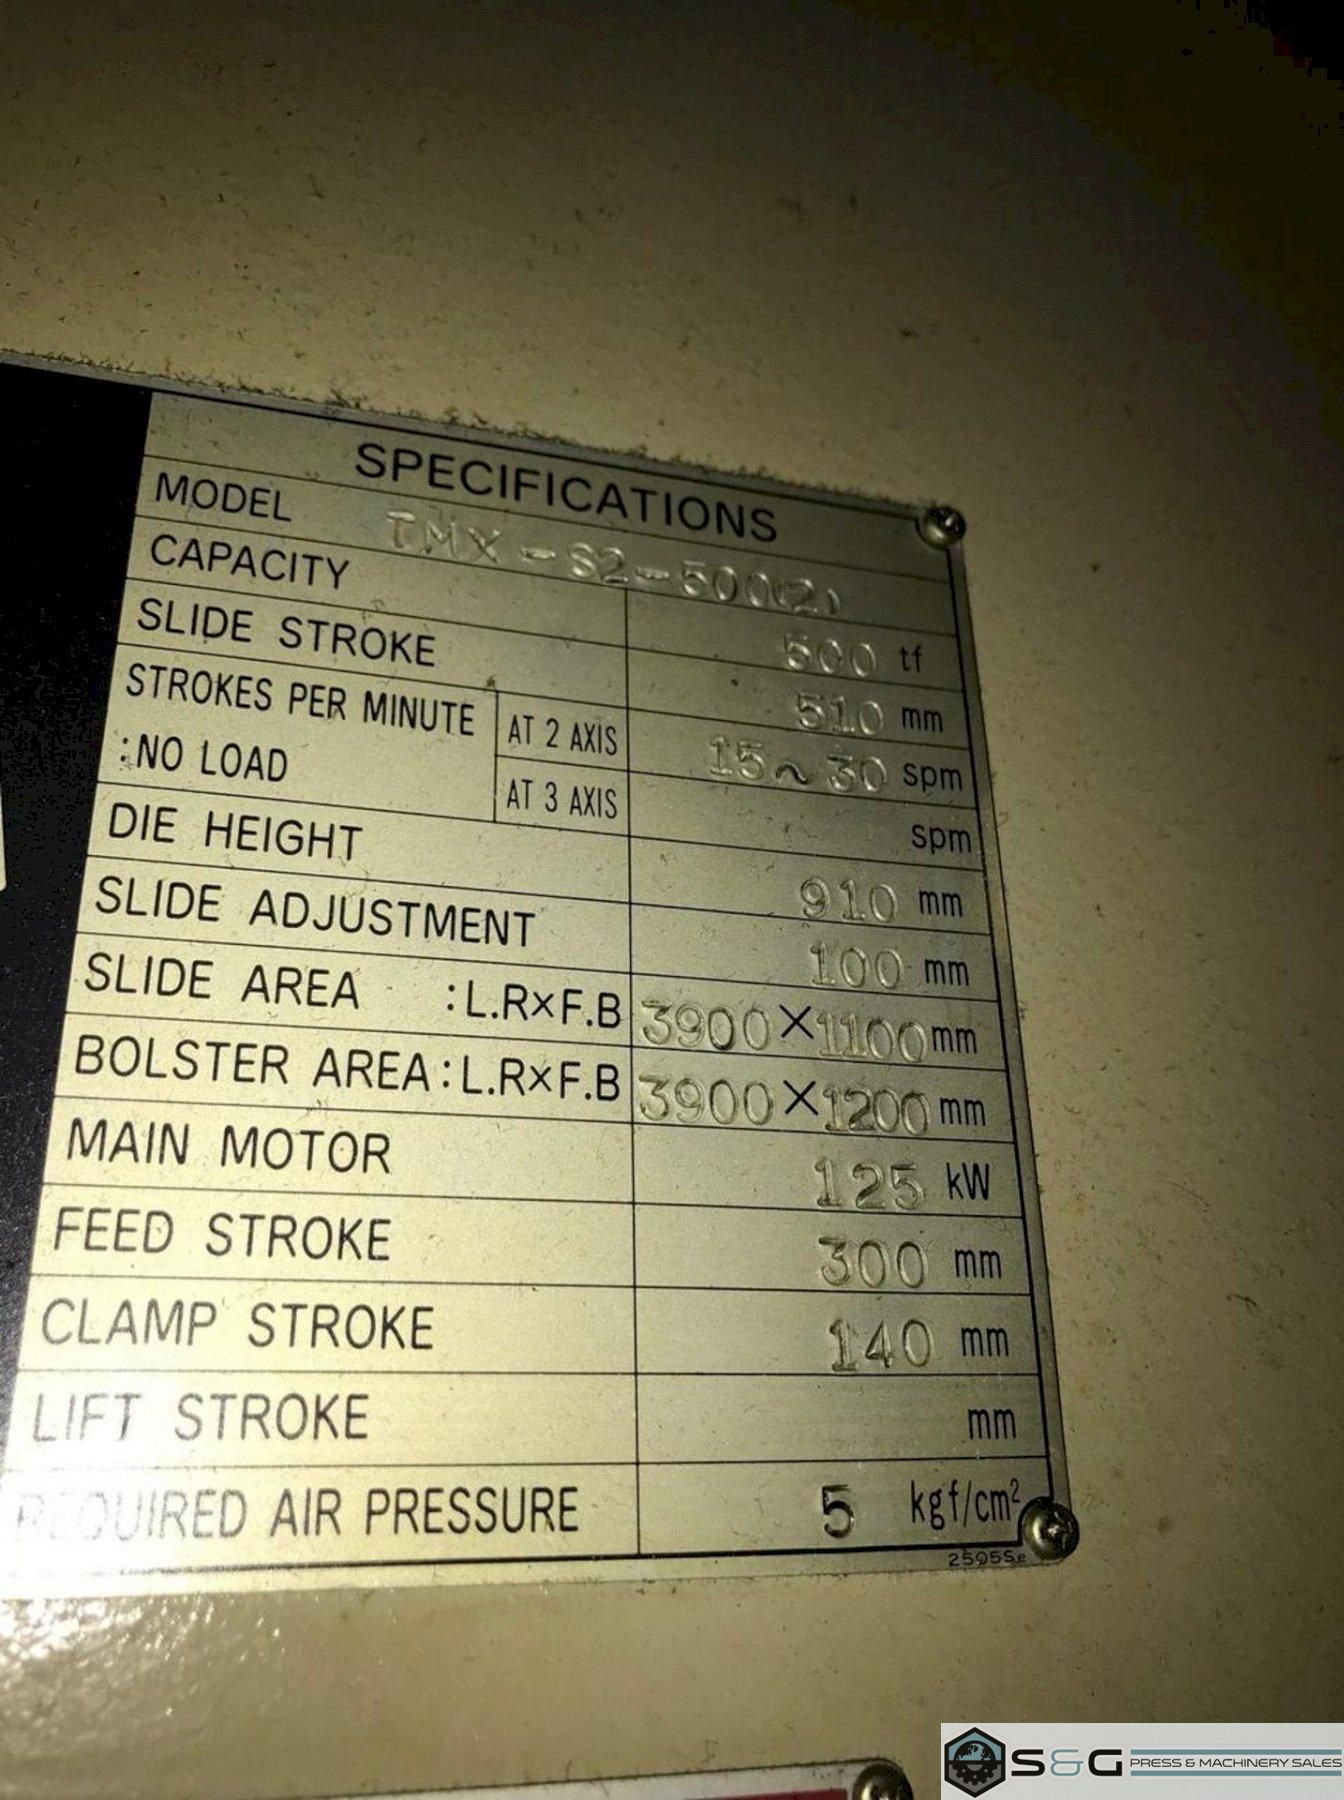 SPECIFICATIONS
MODEL TMX-S2-500(2)
CAPACITY 500 tf
SLIDE STROKE 510 mm
STROKES PER MINUTE :NO LOAD AT 2 AXIS 15~30 spm
AT 3 AXIS spm
DIE HEIGHT 910 mm
SLIDE ADJUSTMENT 100 mm
SLIDE AREA :L.R×F.B 3900×1100 mm
BOLSTER AREA:L.R×F.B 3900×1200 mm
MAIN MOTOR 125 kW
FEED STROKE 300 mm
CLAMP STROKE 140 mm
LIFT STROKE mm
REQUIRED AIR PRESSURE 5 kgf/cm²
2505Se
S&G PRESS & MACHINERY SALES